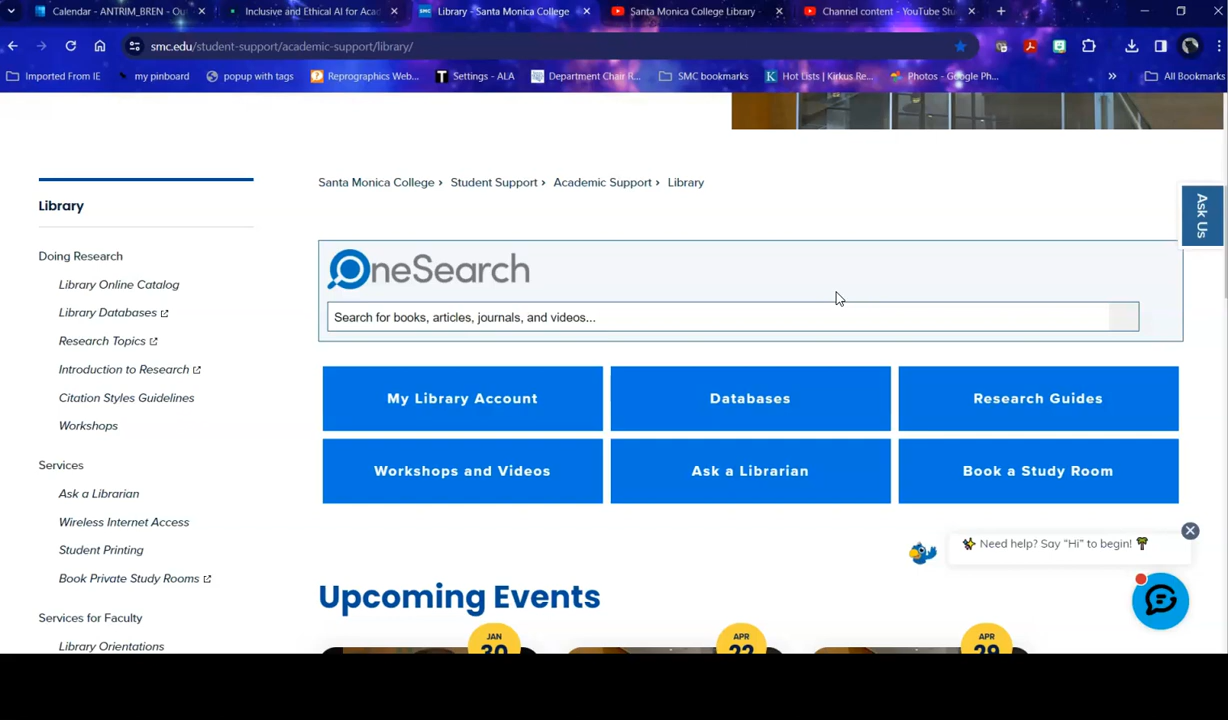 Calendar - ANTRIM_BREN - Ou
Inclusive and Ethical AI for Acad
Library - Santa Monica College
Santa Monica College Library -
Channel content - YouTube Stu
smc.edu/student-support/academic-support/library/
Imported From IE
my pinboard
popup with tags
Reprographics Web...
Settings - ALA
Department Chair R...
SMC bookmarks
Hot Lists | Kirkus Re...
Photos - Google Ph...
All Bookmarks
Santa Monica College › Student Support › Academic Support › Library
Ask Us
Library
OneSearch
Search for books, articles, journals, and videos...
Doing Research
Library Online Catalog
Library Databases
Research Topics
Introduction to Research
Citation Styles Guidelines
Workshops
My Library Account
Databases
Research Guides
Workshops and Videos
Ask a Librarian
Book a Study Room
Services
Ask a Librarian
Wireless Internet Access
Student Printing
Book Private Study Rooms
Need help? Say “Hi” to begin!
Services for Faculty
Library Orientations
Upcoming Events
JAN
30
APR
22
APR
29